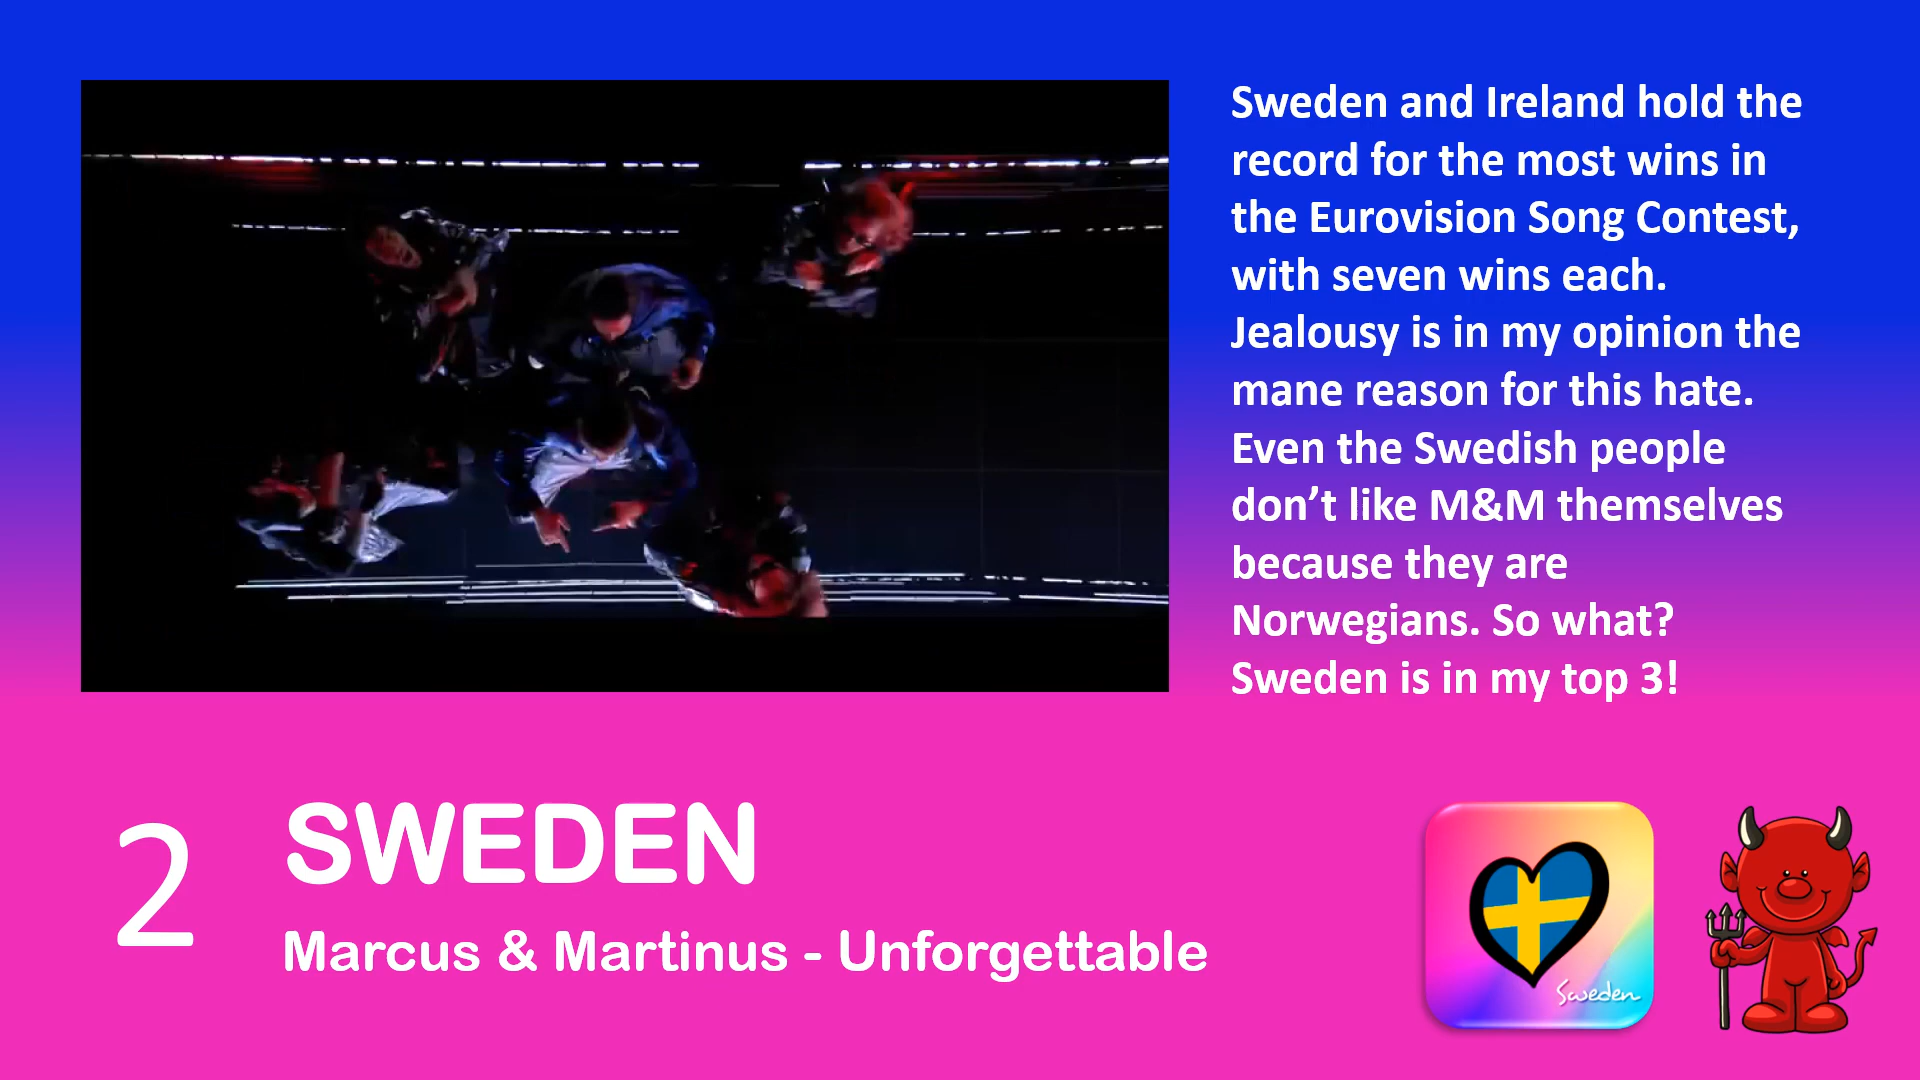 Sweden and Ireland hold the
record for the most wins in
the Eurovision Song Contest,
with seven wins each.
Jealousy is in my opinion the
mane reason for this hate.
Even the Swedish people
don’t like M&M themselves
because they are
Norwegians. So what?
Sweden is in my top 3!
2
SWEDEN
Marcus & Martinus - Unforgettable
Sweden